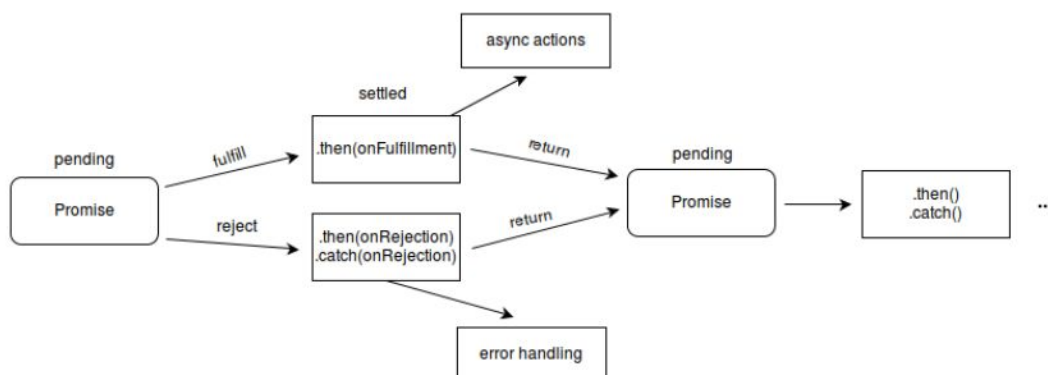 async actions
settled
.then(onFulfillment)
fulfill
return
pending
Promise
pending
Promise
.then()
.catch()
...
reject
.then(onRejection)
.catch(onRejection)
return
error handling